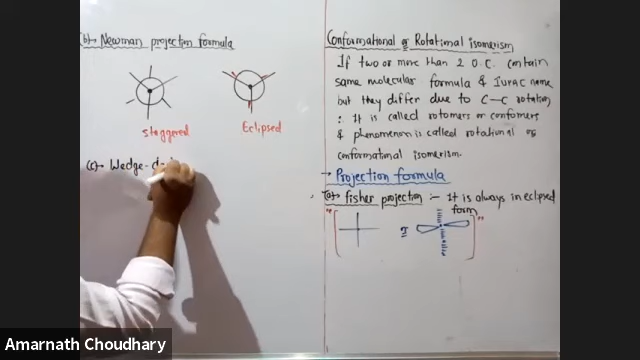 (b)→ Newman projection formula
staggered
Eclipsed
(c)→ Wedge-da
Conformational or Rotational isomerism
If two or more than 2 O.C. contain
same molecular formula & IUPAC name
but they differ due to C—C rotation
: It is called rotomers or confomers
& phenomenon is called rotational or
conformational isomerism.
→ Projection formula
(a)→ fisher projection :- It is always in eclipsed
form
Amarnath Choudhary